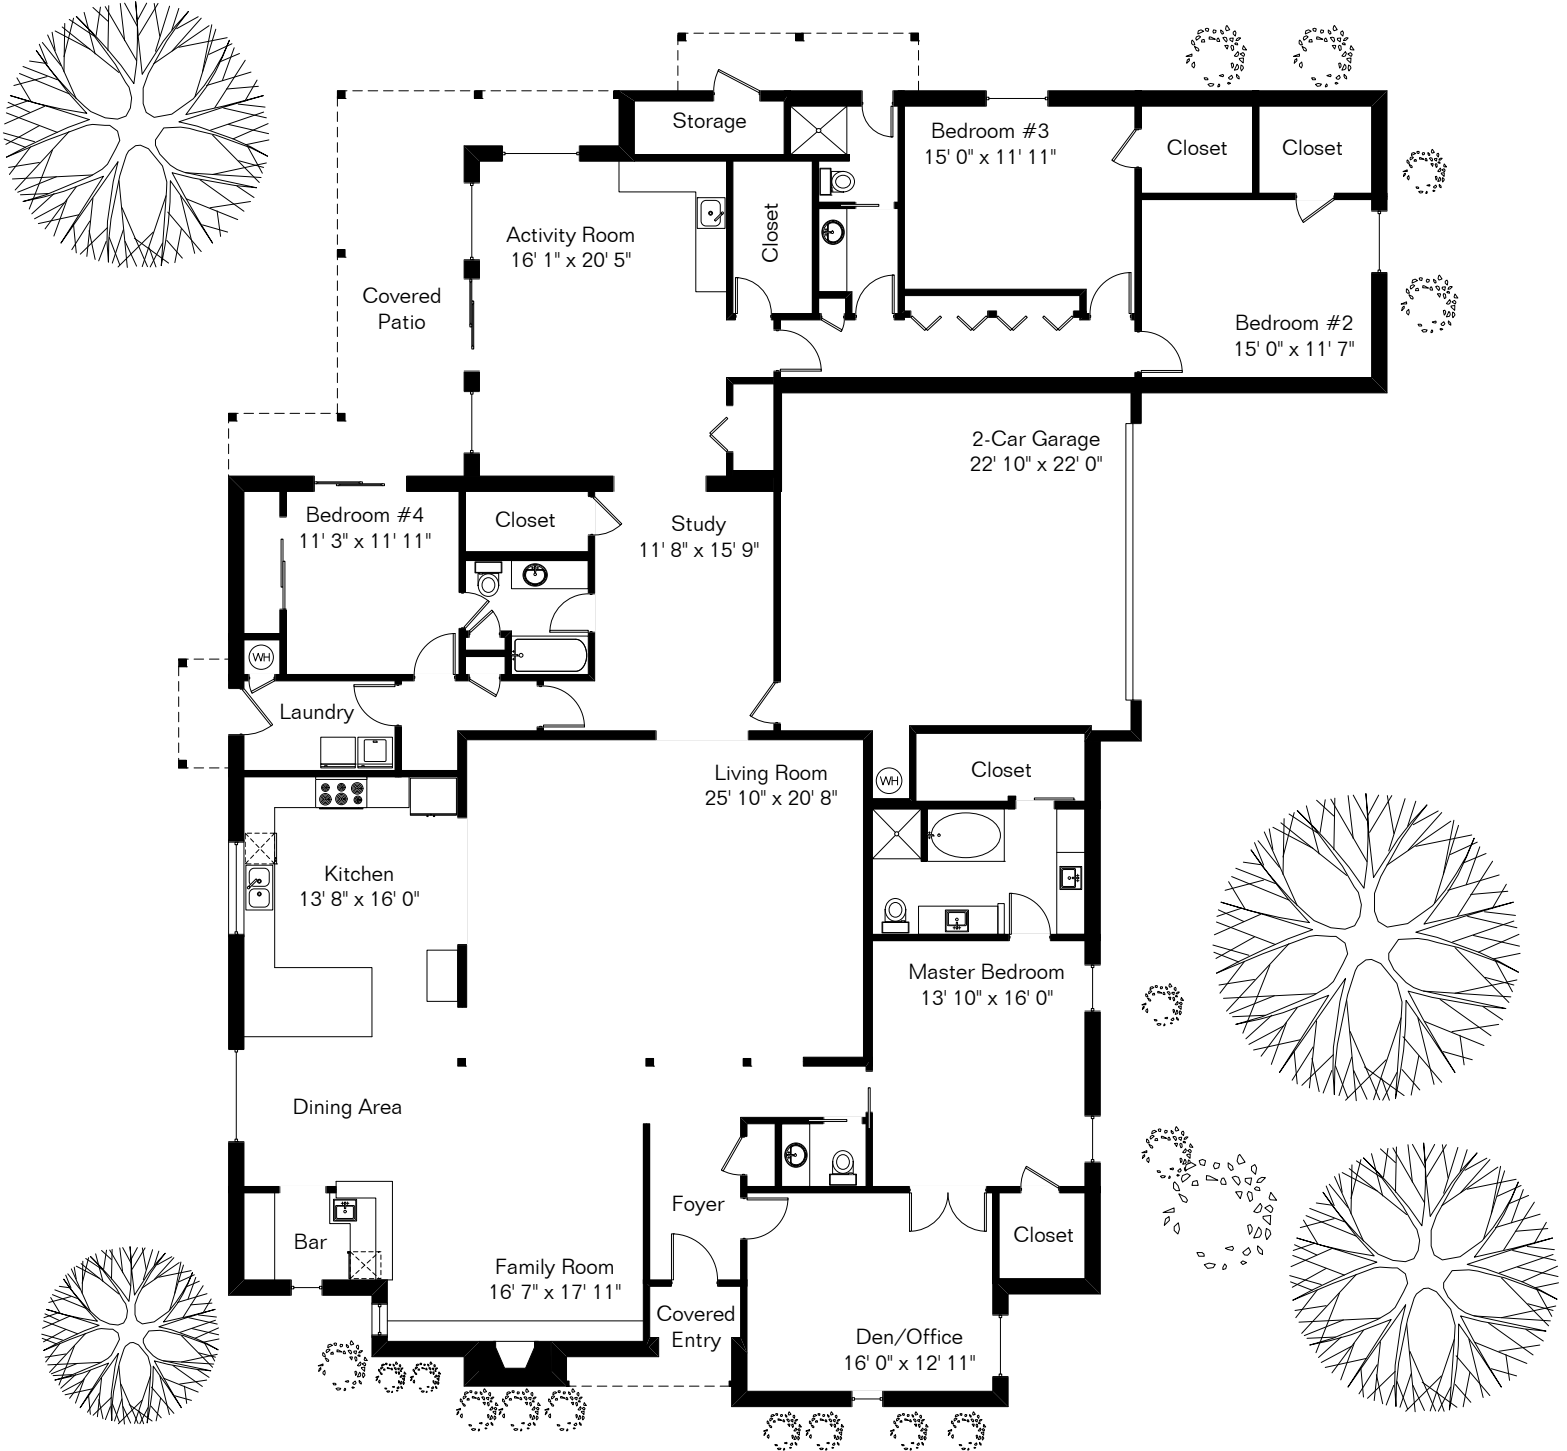 Storage
Bedroom #3
15' 0" x 11' 11"
Closet
Closet
Closet
Activity Room
16' 1" x 20' 5"
Covered
Patio
Bedroom #2
15' 0" x 11' 7"
2-Car Garage
22' 10" x 22' 0"
Bedroom #4
11' 3" x 11' 11"
Closet
Study
11' 8" x 15' 9"
WH
Laundry
Living Room
25' 10" x 20' 8"
WH
Closet
Kitchen
13' 8" x 16' 0"
Master Bedroom
13' 10" x 16' 0"
Dining Area
Foyer
Bar
Closet
Family Room
16' 7" x 17' 11"
Covered
Entry
Den/Office
16' 0" x 12' 11"